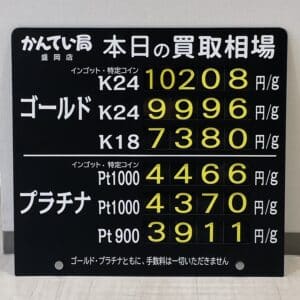 かんてい局 本日の買取相場
盛岡店
インゴット・特定コイン
K24 10208 円/g
ゴールド K24 9996 円/g
K18 7380 円/g
インゴット・特定コイン
Pt1000 4466 円/g
プラチナ Pt1000 4370 円/g
Pt900 3911 円/g
ゴールド・プラチナともに、手数料は一切いただきません